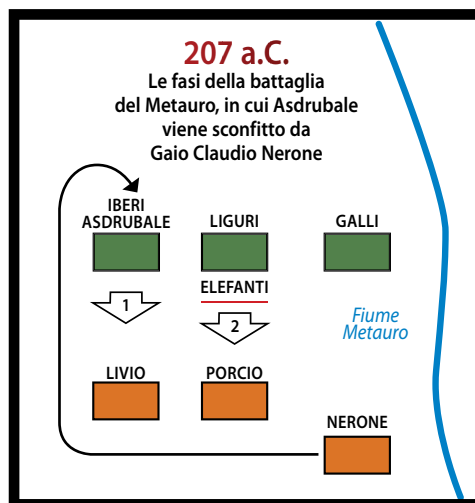 207 a.C.
Le fasi della battaglia
del Metauro, in cui Asdrubale
viene sconfitto da
Gaio Claudio Nerone
IBERI
ASDRUBALE
LIGURI
GALLI
ELEFANTI
1
2
Fiume
Metauro
LIVIO
PORCIO
NERONE